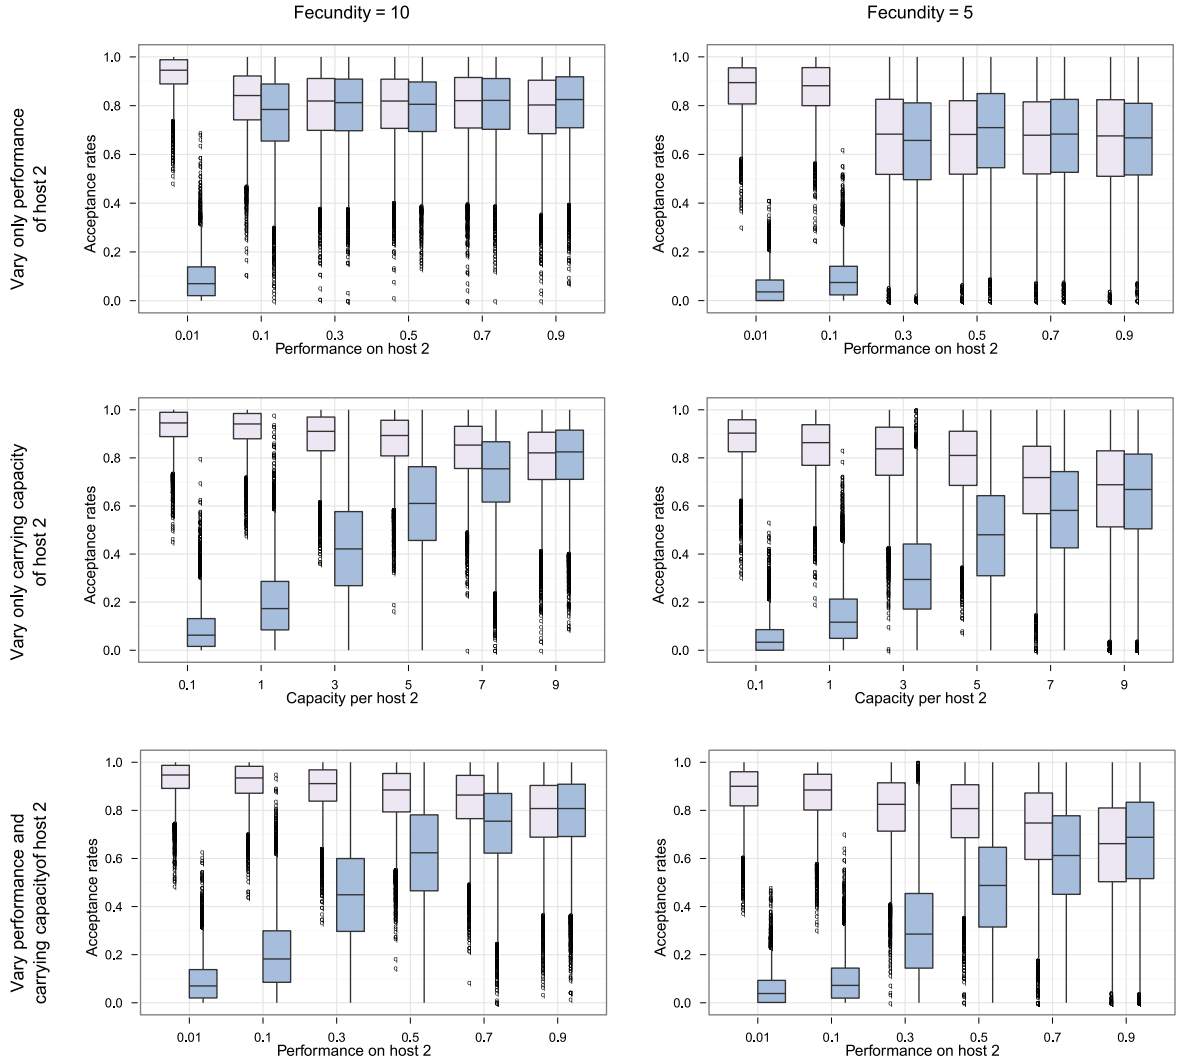 Fecundity = 10
Fecundity = 5
Vary only performance
of host 2
Acceptance rates
1.0
0.8
0.6
0.4
0.2
0.0
0.01 0.1 0.3 0.5 0.7 0.9
Performance on host 2
Acceptance rates
1.0
0.8
0.6
0.4
0.2
0.0
0.01 0.1 0.3 0.5 0.7 0.9
Performance on host 2
Vary only carrying capacity
of host 2
Acceptance rates
1.0
0.8
0.6
0.4
0.2
0.0
0.1 1 3 5 7 9
Capacity per host 2
Acceptance rates
1.0
0.8
0.6
0.4
0.2
0.0
0.1 1 3 5 7 9
Capacity per host 2
Vary performance and
carrying capacityof host 2
Acceptance rates
1.0
0.8
0.6
0.4
0.2
0.0
0.01 0.1 0.3 0.5 0.7 0.9
Performance on host 2
Acceptance rates
1.0
0.8
0.6
0.4
0.2
0.0
0.01 0.1 0.3 0.5 0.7 0.9
Performance on host 2